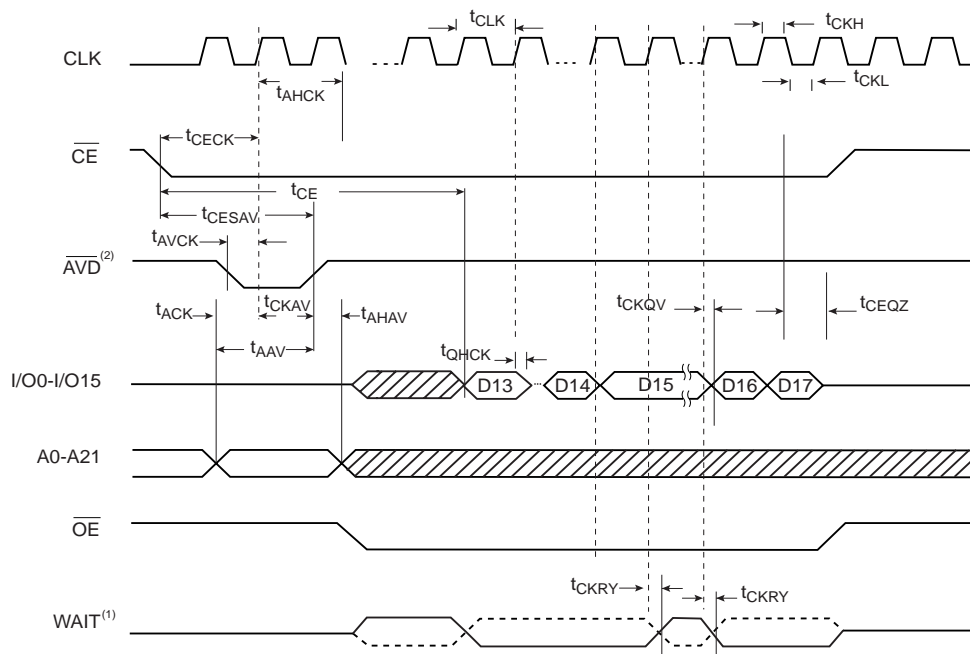 tCLK
tCKH
CLK
tAHCK
tCKL
tCECK
CE
tCE
tCESAV
tAVCK
AVD(2)
tACK
tCKAV
tAHAV
tCKQV
tCEQZ
tAAV
tQHCK
I/O0-I/O15
D13
D14
D15
D16
D17
A0-A21
OE
tCKRY
tCKRY
WAIT(1)